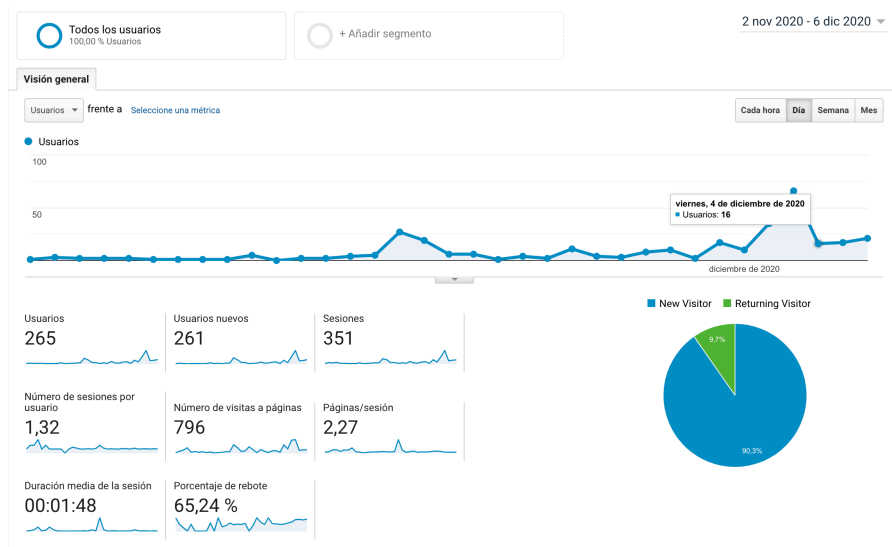 Todos los usuarios
100,00 % Usuarios
+ Añadir segmento
2 nov 2020 - 6 dic 2020
Visión general
Usuarios
frente a
Seleccione una métrica
Cada hora
Día
Semana
Mes
Usuarios
100
50
viernes, 4 de diciembre de 2020
Usuarios: 16
diciembre de 2020
Usuarios
265
Usuarios nuevos
261
Sesiones
351
Número de sesiones por
usuario
1,32
Número de visitas a páginas
796
Páginas/sesión
2,27
Duración media de la sesión
00:01:48
Porcentaje de rebote
65,24 %
New Visitor
Returning Visitor
9,7%
90,3%